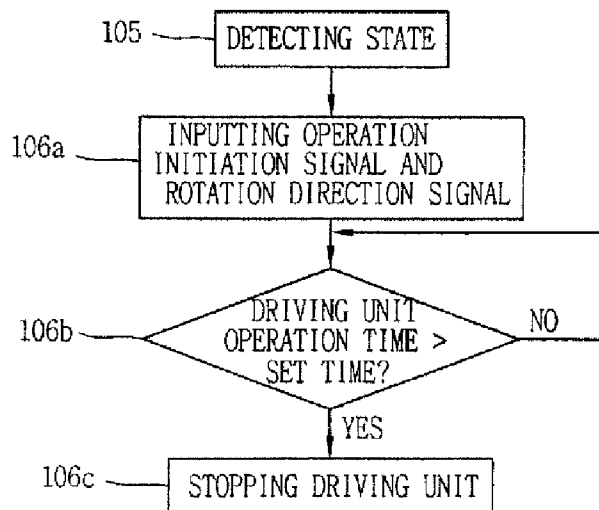 105
DETECTING STATE
106a
INPUTTING OPERATION
INITIATION SIGNAL AND
ROTATION DIRECTION SIGNAL
106b
DRIVING UNIT
OPERATION TIME >
SET TIME?
NO
YES
106c
STOPPING DRIVING UNIT